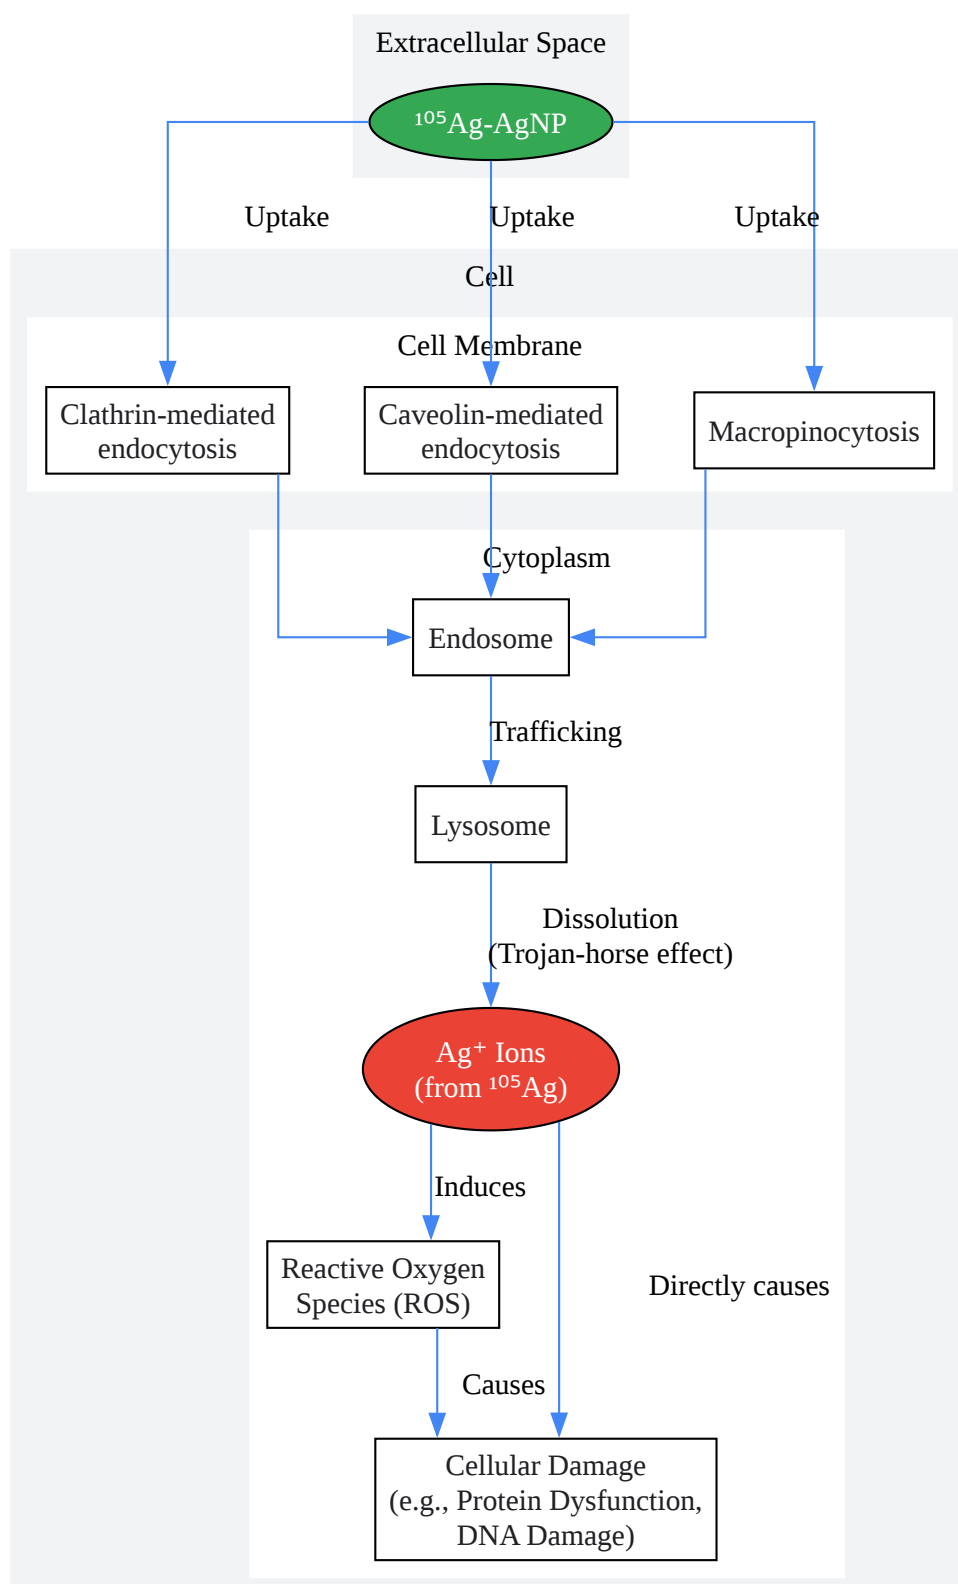 Extracellular Space
¹⁰⁵Ag-AgNP
Uptake
Uptake
Uptake
Cell
Cell Membrane
Clathrin-mediated
endocytosis
Caveolin-mediated
endocytosis
Macropinocytosis
Cytoplasm
Endosome
Trafficking
Lysosome
Dissolution
(Trojan-horse effect)
Ag⁺ Ions
(from ¹⁰⁵Ag)
Induces
Reactive Oxygen
Species (ROS)
Directly causes
Causes
Cellular Damage
(e.g., Protein Dysfunction,
DNA Damage)